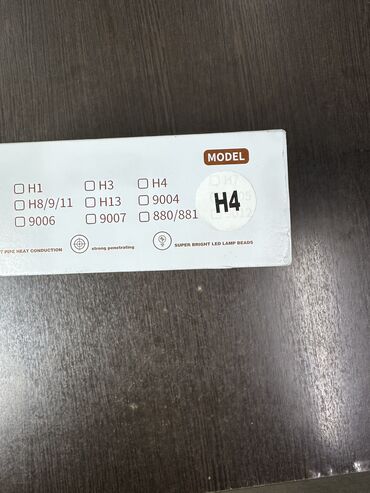 MODEL
H1 H3 H4
H8/9/11 H13 9004 H4
9006 9007 880/881
PIPE HEAT CONDUCTION strong penetrating SUPER BRIGHT LED LAMP BEADS